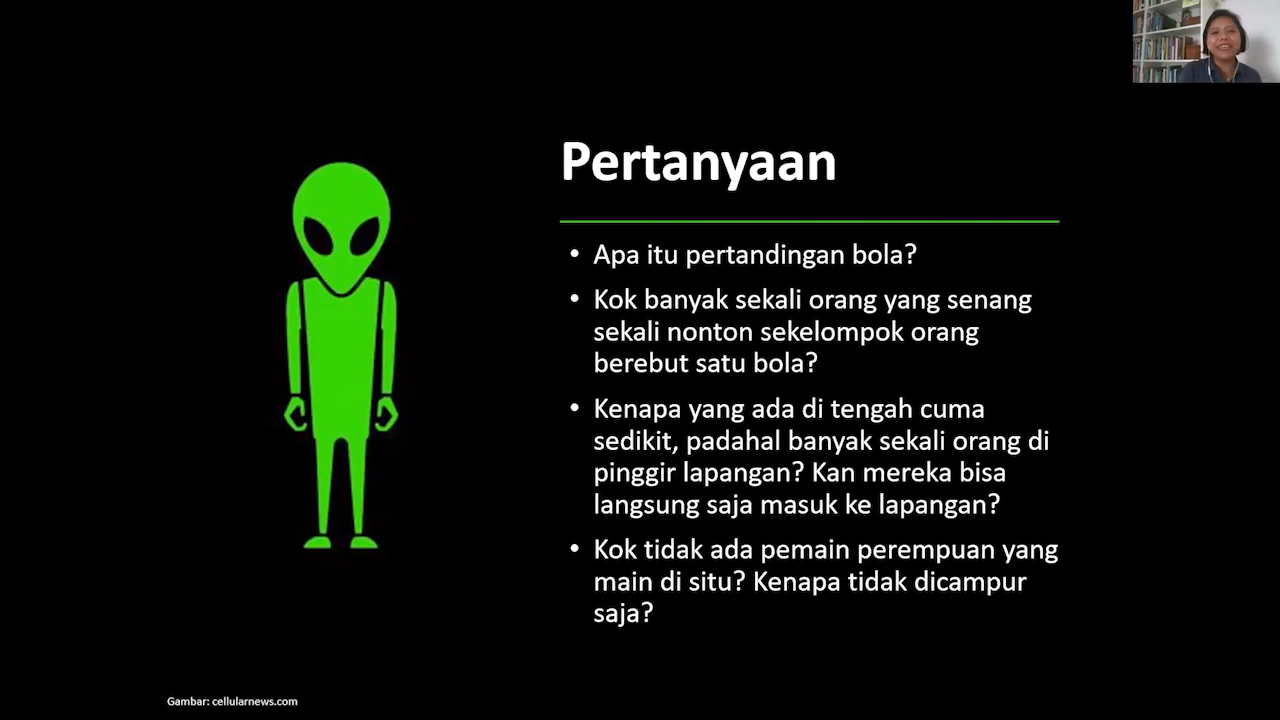 Pertanyaan
• Apa itu pertandingan bola?
• Kok banyak sekali orang yang senang
sekali nonton sekelompok orang
berebut satu bola?
• Kenapa yang ada di tengah cuma
sedikit, padahal banyak sekali orang di
pinggir lapangan? Kan mereka bisa
langsung saja masuk ke lapangan?
• Kok tidak ada pemain perempuan yang
main di situ? Kenapa tidak dicampur
saja?
Gambar: cellularnews.com